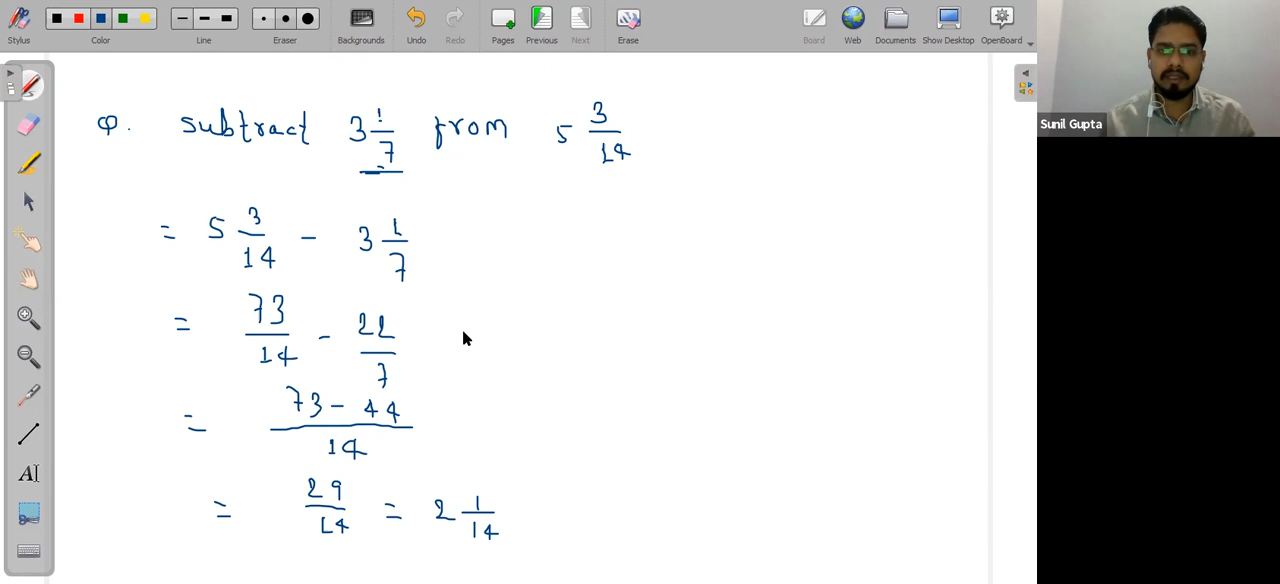 Stylus Color Line Eraser Backgrounds Undo Redo Pages Previous Next Erase Board Web Documents Show Desktop OpenBoard
Sunil Gupta
Q. subtract 3 1/7 from 5 3/14
= 5 3/14 - 3 1/7
= 73/14 - 22/7
= 73 - 44/14
= 29/14 = 2 1/14
AI